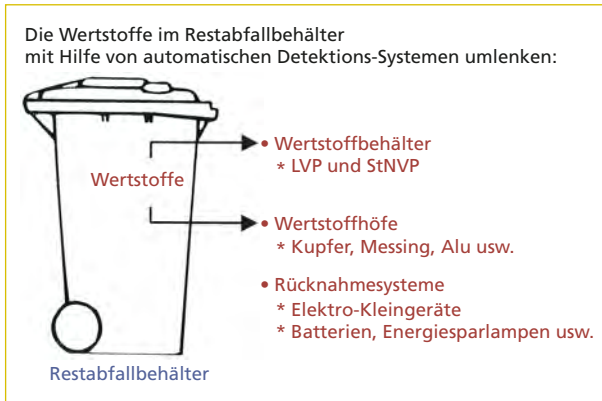 Die Wertstoffe im Restabfallbehälter
mit Hilfe von automatischen Detektions-Systemen umlenken:
Wertstoffe
• Wertstoffbehälter
* LVP und StNVP
• Wertstoffhöfe
* Kupfer, Messing, Alu usw.
• Rücknahmesysteme
* Elektro-Kleingeräte
* Batterien, Energiesparlampen usw.
Restabfallbehälter